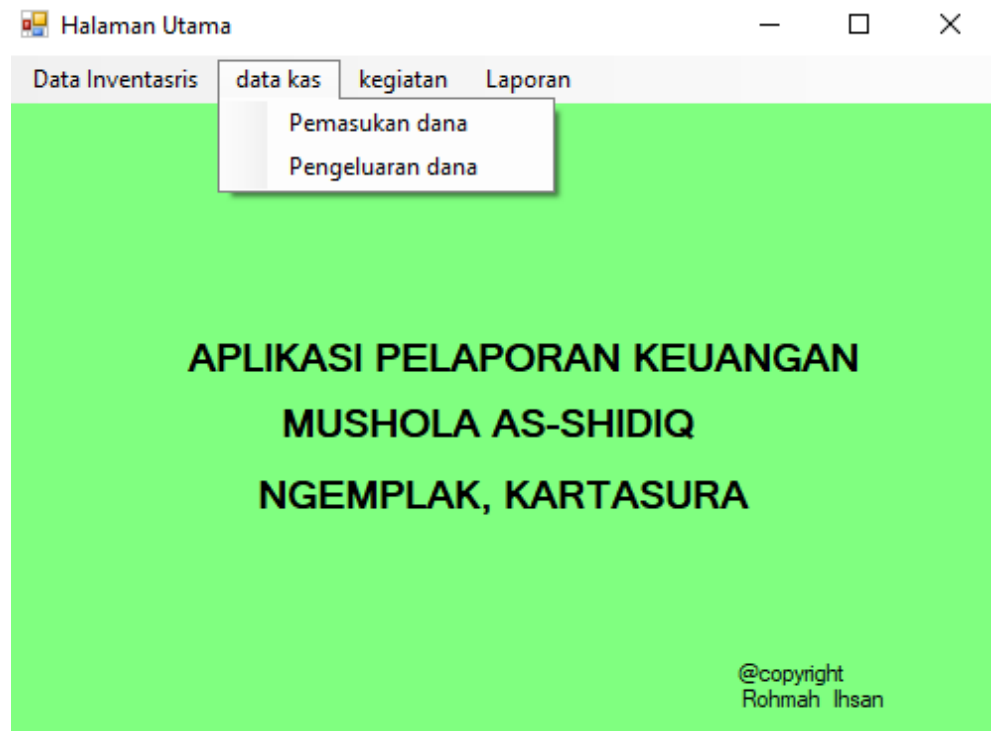 Halaman Utama
Data Inventasris data kas kegiatan Laporan
Pemasukan dana
Pengeluaran dana
APLIKASI PELAPORAN KEUANGAN
MUSHOLA AS-SHIDIQ
NGEMPLAK, KARTASURA
@copyright
Rohmah Ihsan